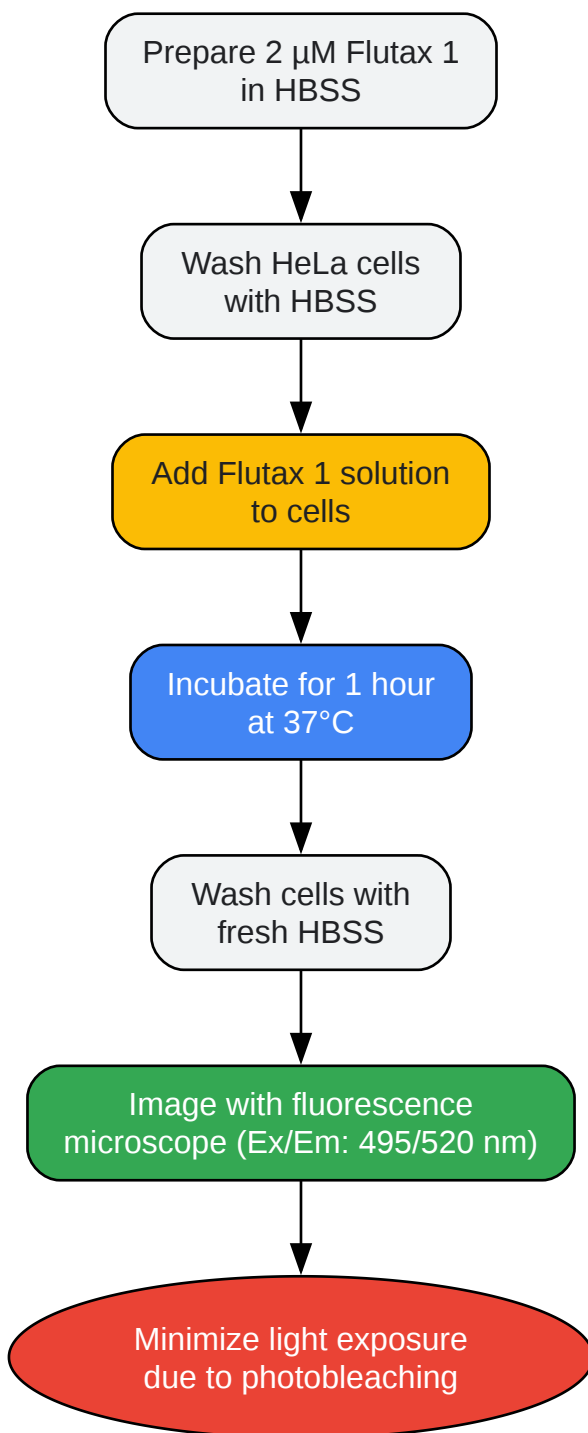 Prepare 2 µM Flutax 1
in HBSS
Wash HeLa cells
with HBSS
Add Flutax 1 solution
to cells
Incubate for 1 hour
at 37°C
Wash cells with
fresh HBSS
Image with fluorescence
microscope (Ex/Em: 495/520 nm)
Minimize light exposure
due to photobleaching